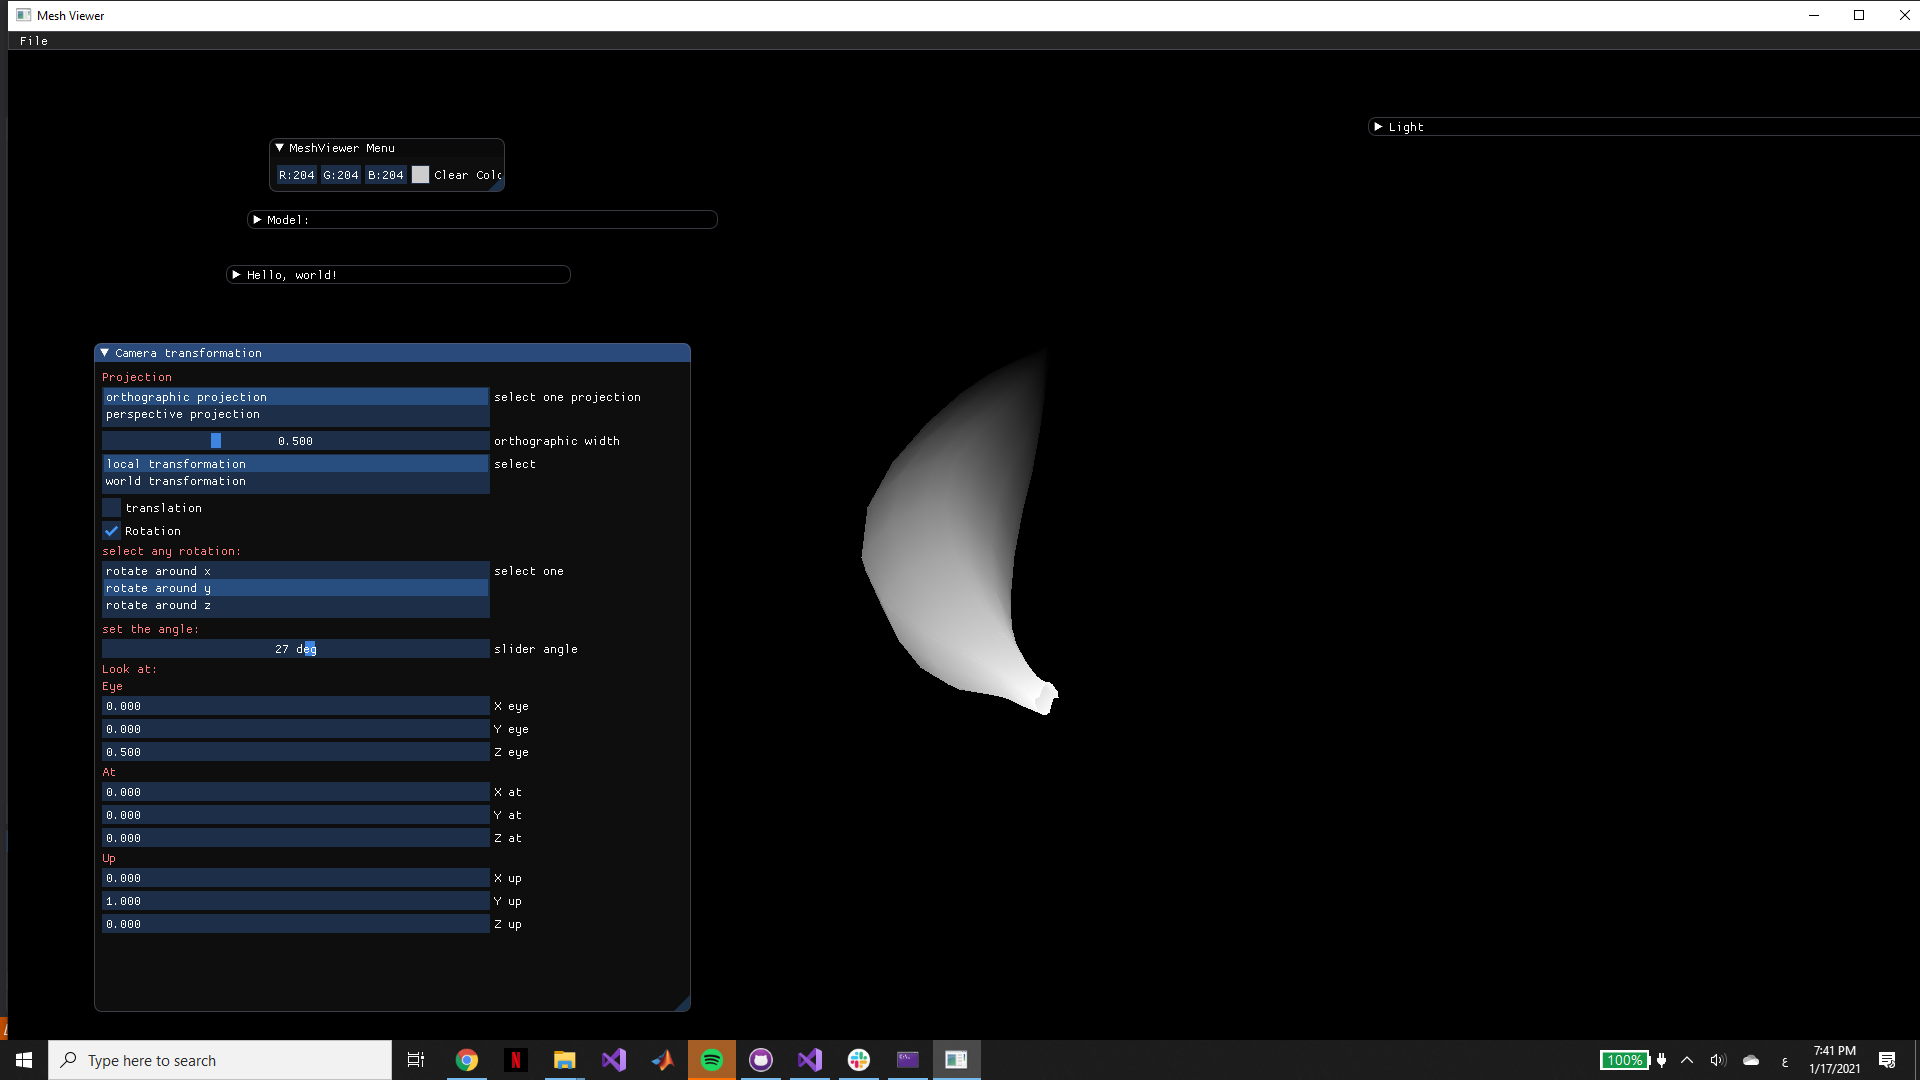 Mesh Viewer
File
Light
MeshViewer Menu
R:204 G:204 B:204 Clear Colo
Model:
Hello, world!
Camera transformation
Projection
orthographic projection select one projection
perspective projection
0.500 orthographic width
local transformation select
world transformation
translation
Rotation
select any rotation:
rotate around x select one
rotate around y
rotate around z
set the angle:
27 deg slider angle
Look at:
Eye
0.000 X eye
0.000 Y eye
0.500 Z eye
At
0.000 X at
0.000 Y at
0.000 Z at
Up
0.000 X up
1.000 Y up
0.000 Z up
Type here to search
100%
ع
7:41 PM
1/17/2021